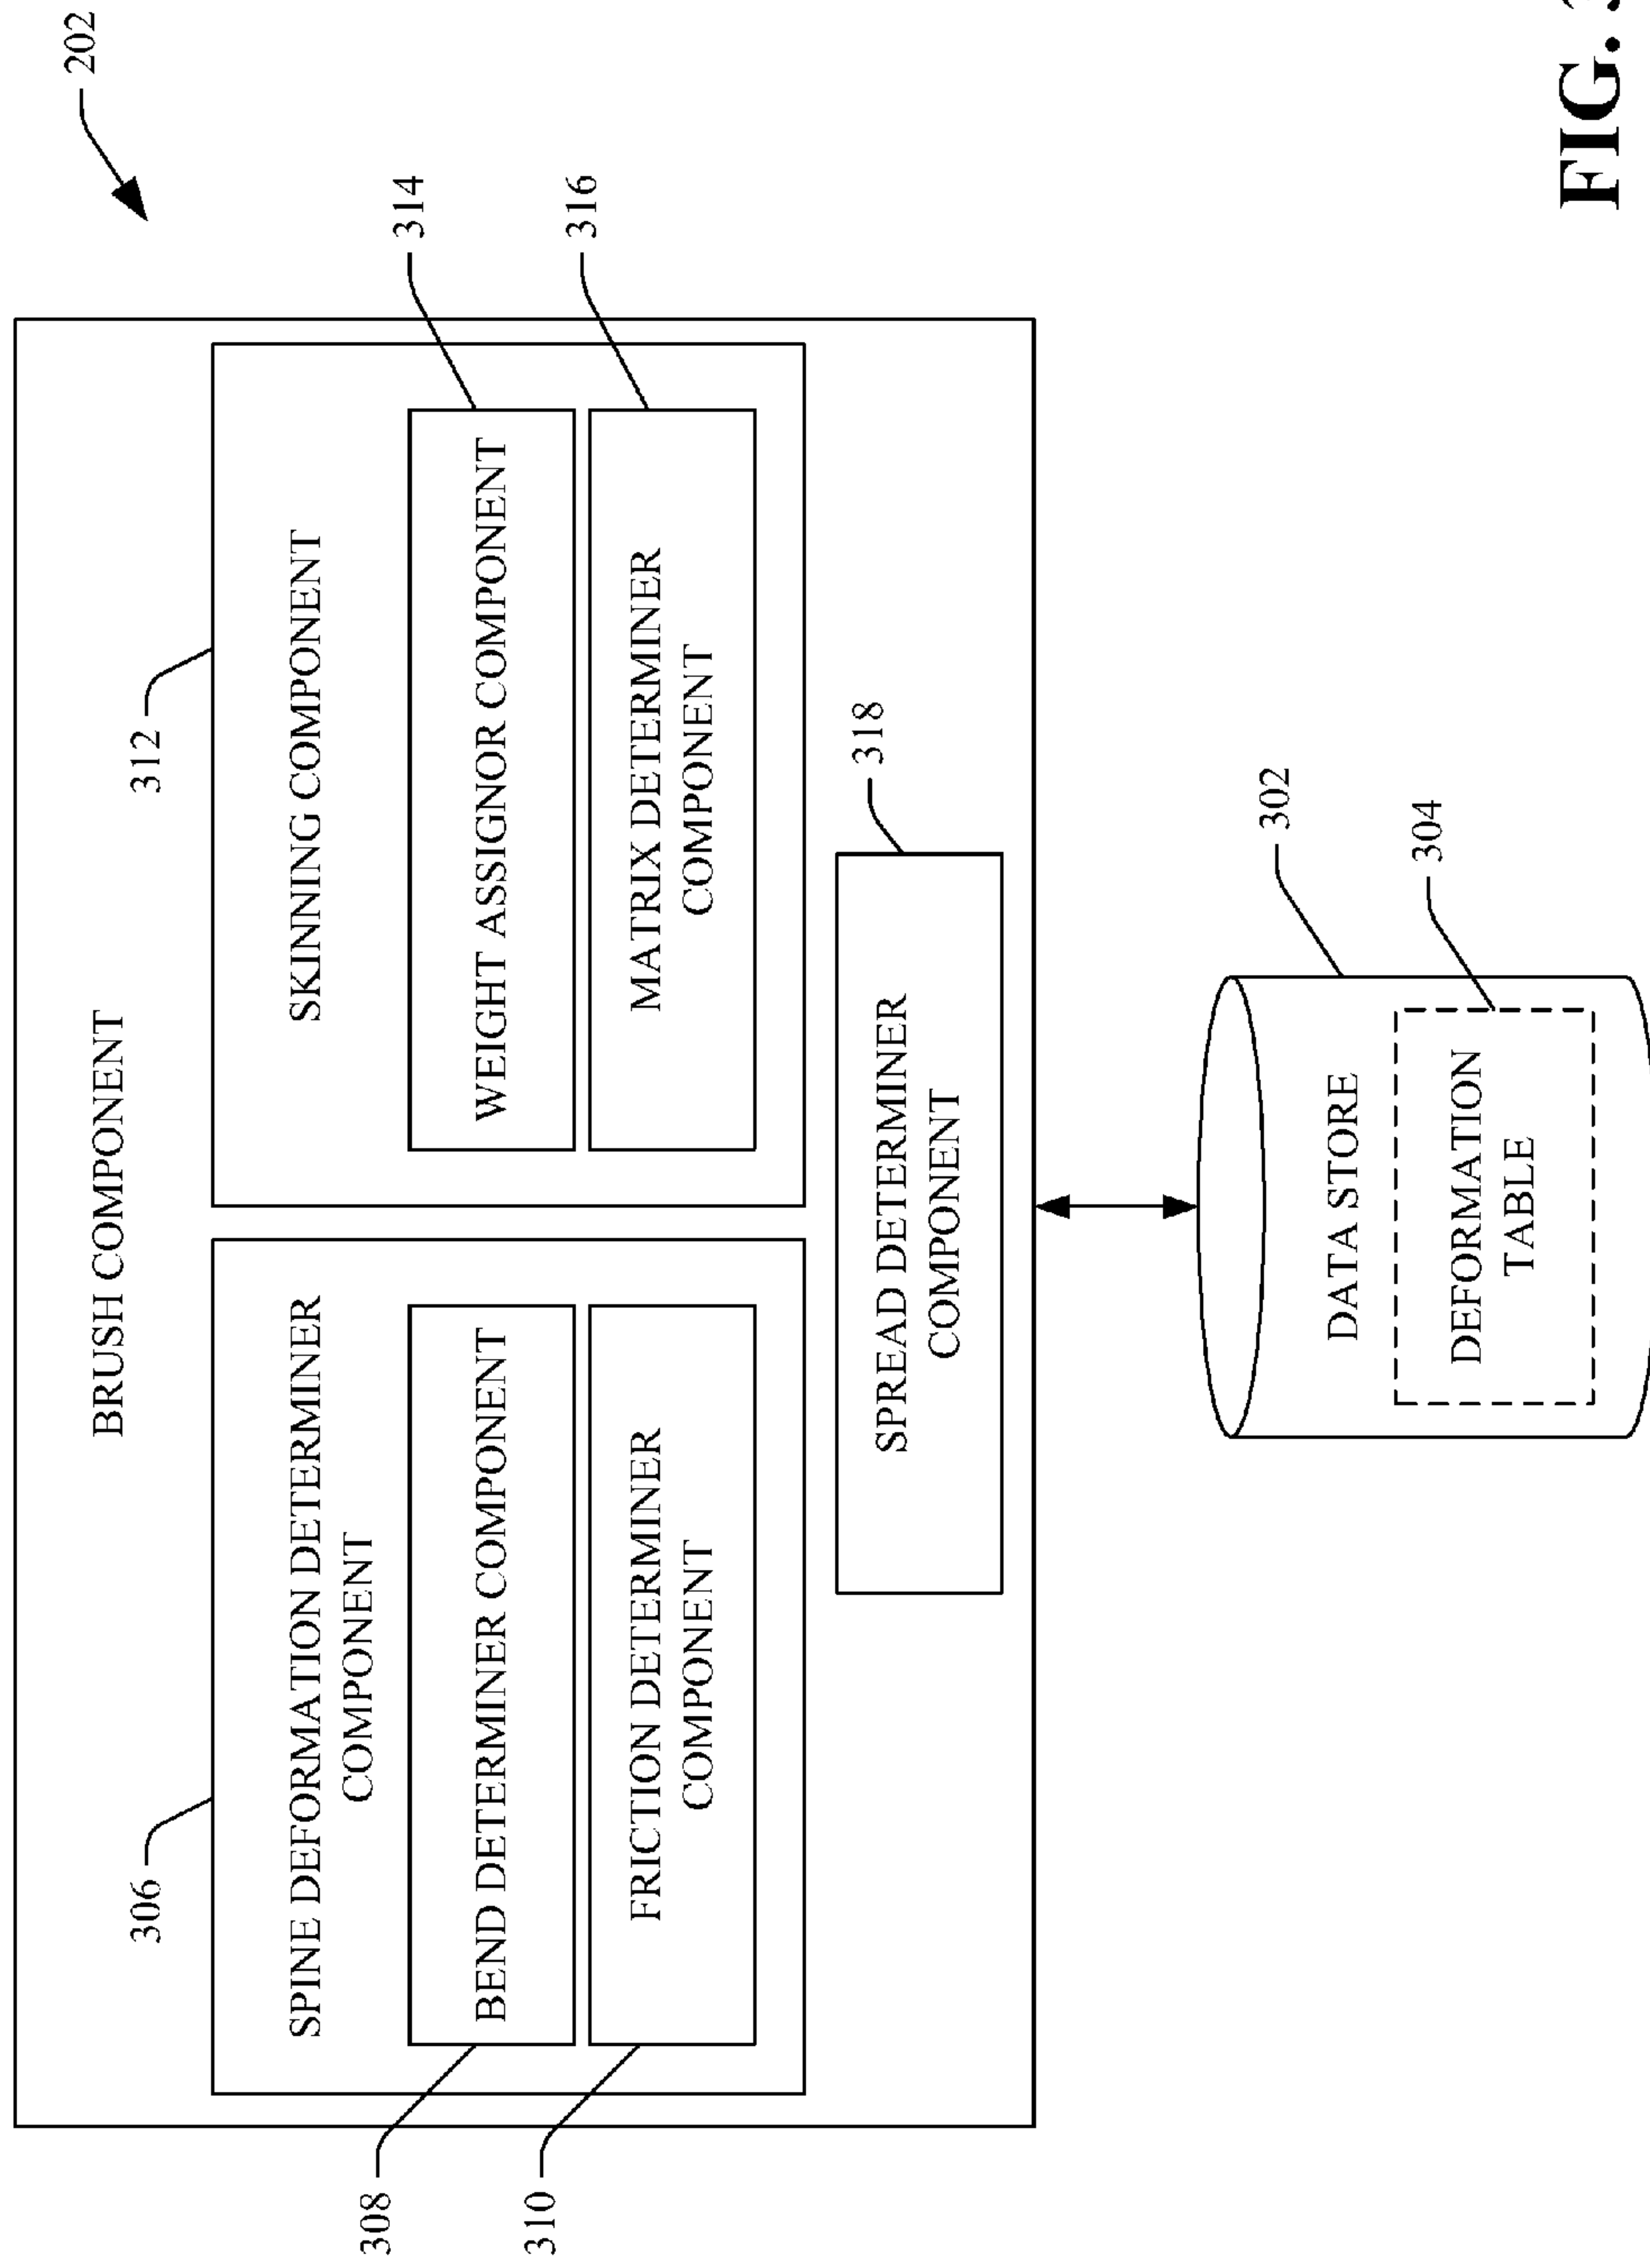 202
BRUSH COMPONENT
306
312
SPINE DEFORMATION DETERMINER
COMPONENT
308
BEND DETERMINER COMPONENT
310
FRICTION DETERMINER
COMPONENT
SKINNING COMPONENT
314
WEIGHT ASSIGNOR COMPONENT
316
MATRIX DETERMINER
COMPONENT
318
SPREAD DETERMINER
COMPONENT
302
DATA STORE
304
DEFORMATION
TABLE
FIG.